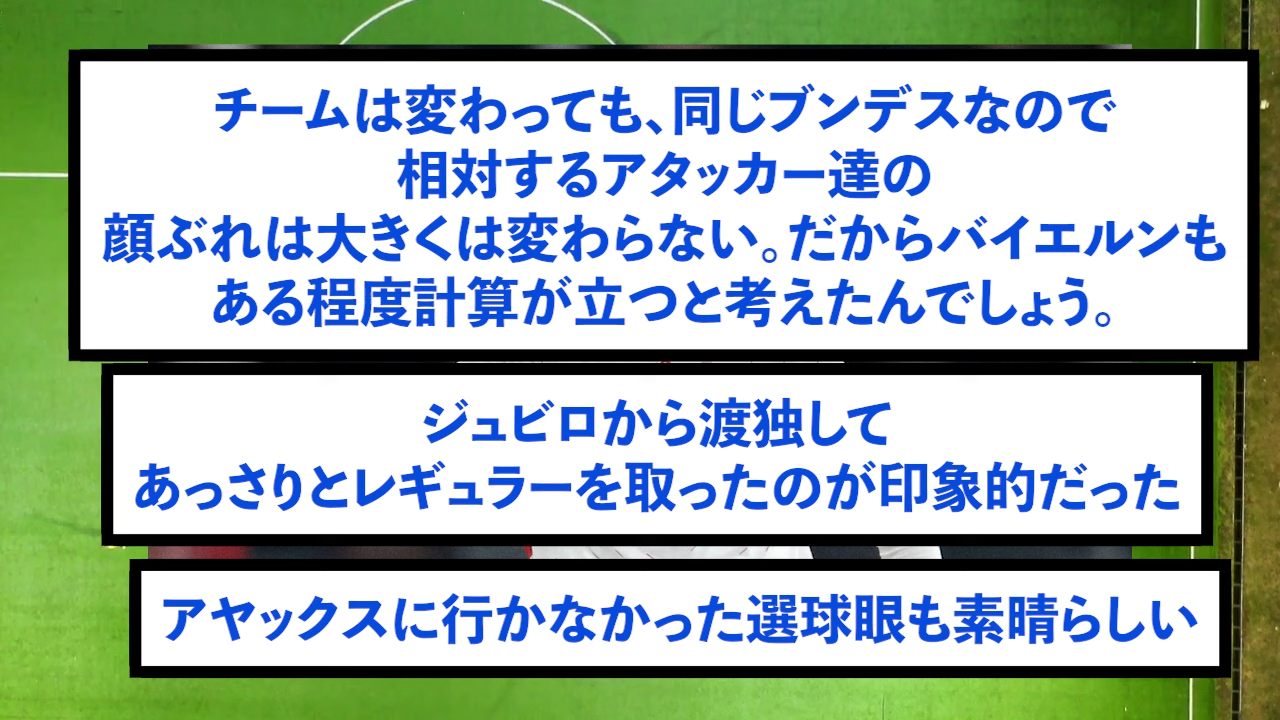 チームは変わっても、同じブンデスなので
相対するアタッカー達の
顔ぶれは大きくは変わらない。だからバイエルンも
ある程度計算が立つと考えたんでしょう。
ジュビロから渡独して
あっさりとレギュラーを取ったのが印象的だった
アヤックスに行かなかった選球眼も素晴らしい